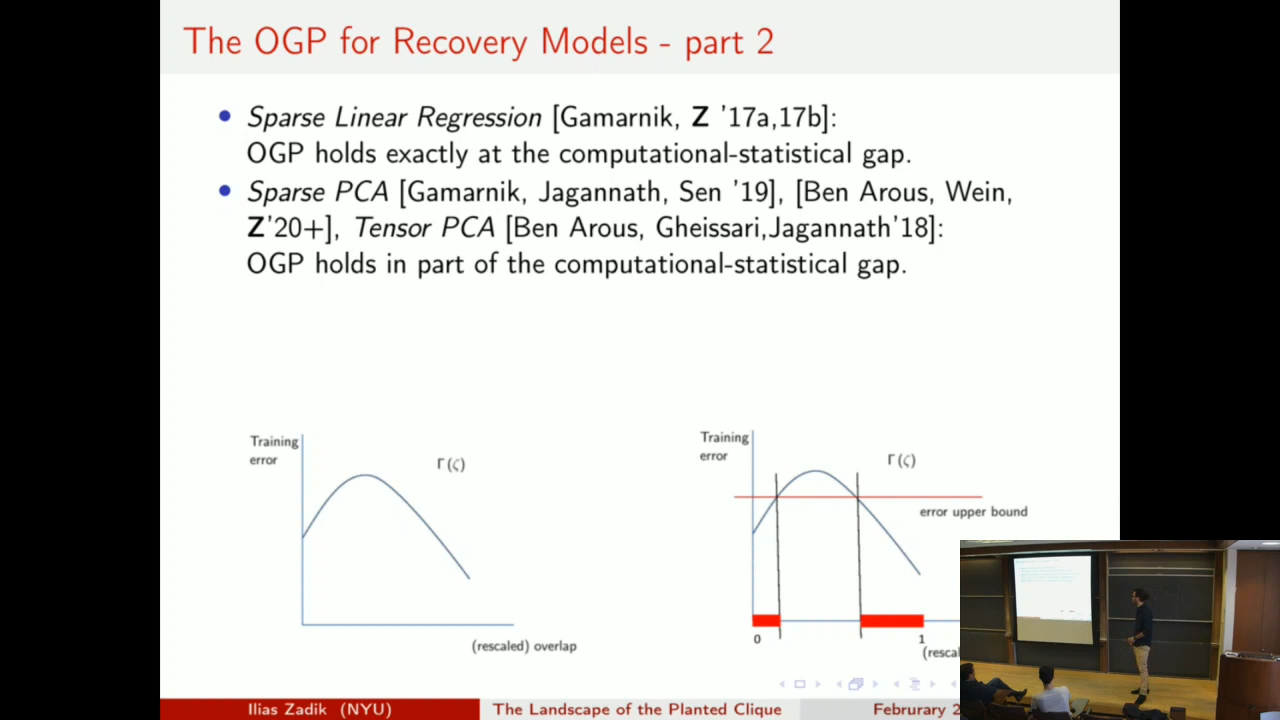 The OGP for Recovery Models - part 2
Sparse Linear Regression [Gamarnik, Z '17a,17b]:
OGP holds exactly at the computational-statistical gap.
Sparse PCA [Gamarnik, Jagannath, Sen '19], [Ben Arous, Wein,
Z'20+], Tensor PCA [Ben Arous, Gheissari,Jagannath'18]:
OGP holds in part of the computational-statistical gap.
Training
error
Γ(ζ)
(rescaled) overlap
Training
error
Γ(ζ)
error upper bound
0
1
(rescal
Ilias Zadik (NYU)
The Landscape of the Planted Clique
Februrary 2